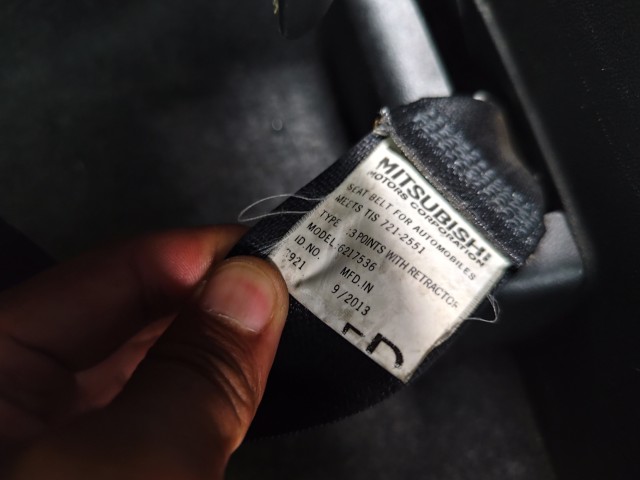 MITSUBISHI
MOTORS CORPORATION
SEAT BELT FOR AUTOMOBILES
MEETS TIS 721-2551
TYPE :3 POINTS WITH RETRACTOR
MODEL:6217536
ID.NO. MFD.IN
921 9/2013